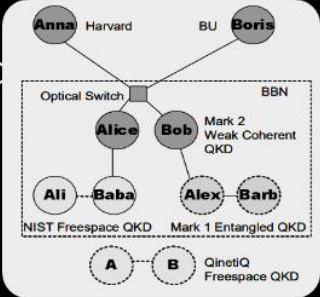 Anna Harvard BU Boris
Optical Switch BBN
Alice Bob Mark 2
Weak Coherent
QKD
Ali Baba Alex Barb
NIST Freespace QKD Mark 1 Entangled QKD
A B QinetiQ
Freespace QKD